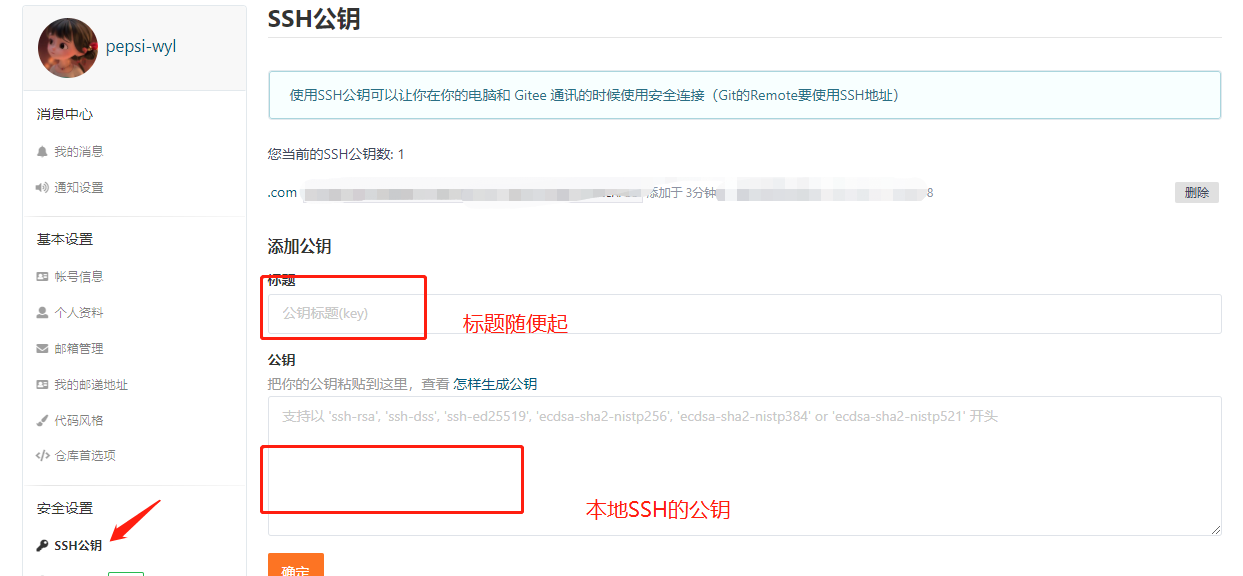 pepsi-wyl
消息中心
我的消息
通知设置
基本设置
帐号信息
个人资料
邮箱管理
我的邮递地址
代码风格
仓库首选项
安全设置
SSH公钥
SSH公钥
使用SSH公钥可以让你在你的电脑和 Gitee 通讯的时候使用安全连接（Git的Remote要使用SSH地址）
您当前的SSH公钥数: 1
.com 添加于 3分钟 8 删除
添加公钥
标题
公钥标题(key)
标题随便起
公钥
把你的公钥粘贴到这里，查看 怎样生成公钥
支持以 'ssh-rsa', 'ssh-dss', 'ssh-ed25519', 'ecdsa-sha2-nistp256', 'ecdsa-sha2-nistp384' or 'ecdsa-sha2-nistp521' 开头
本地SSH的公钥
确定